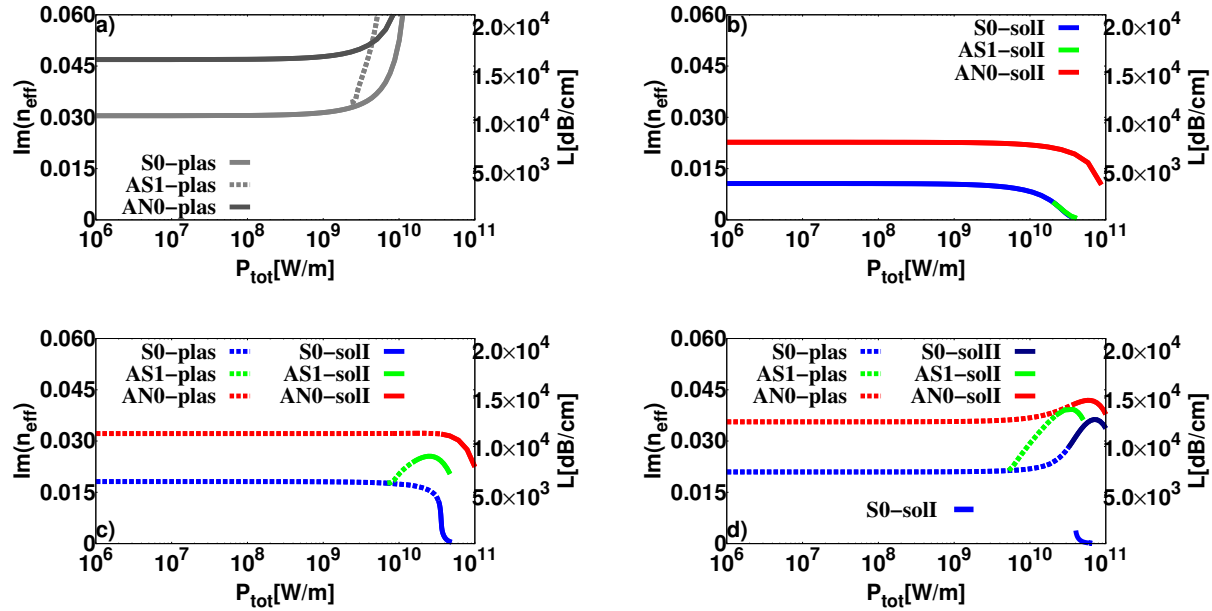 a)
Im(n_eff)
0.060
0.045
0.030
0.015
0
2.0×10^4
1.5×10^4
1.0×10^4
5.0×10^3
L[dB/cm]
S0−plas
AS1−plas
AN0−plas
10^6 10^7 10^8 10^9 10^10 10^11
P_tot[W/m]
b)
Im(n_eff)
0.060
0.045
0.030
0.015
0
2.0×10^4
1.5×10^4
1.0×10^4
5.0×10^3
L[dB/cm]
S0−solI
AS1−solI
AN0−solI
10^6 10^7 10^8 10^9 10^10 10^11
P_tot[W/m]
c)
Im(n_eff)
0.060
0.045
0.030
0.015
0
2.0×10^4
1.5×10^4
1.0×10^4
5.0×10^3
L[dB/cm]
S0−plas S0−solI
AS1−plas AS1−solI
AN0−plas AN0−solI
10^6 10^7 10^8 10^9 10^10 10^11
P_tot[W/m]
d)
Im(n_eff)
0.060
0.045
0.030
0.015
0
2.0×10^4
1.5×10^4
1.0×10^4
5.0×10^3
L[dB/cm]
S0−plas S0−solIII
AS1−plas AS1−solI
AN0−plas AN0−solI
S0−solI
10^6 10^7 10^8 10^9 10^10 10^11
P_tot[W/m]